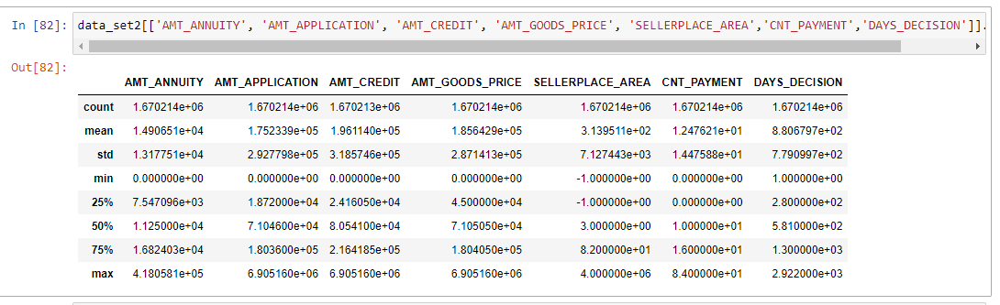 In [82]: data_set2[['AMT_ANNUITY', 'AMT_APPLICATION', 'AMT_CREDIT', 'AMT_GOODS_PRICE', 'SELLERPLACE_AREA','CNT_PAYMENT','DAYS_DECISION']].
Out[82]:
AMT_ANNUITY AMT_APPLICATION AMT_CREDIT AMT_GOODS_PRICE SELLERPLACE_AREA CNT_PAYMENT DAYS_DECISION
count 1.670214e+06 1.670214e+06 1.670213e+06 1.670214e+06 1.670214e+06 1.670214e+06 1.670214e+06
mean 1.490651e+04 1.752339e+05 1.961140e+05 1.856429e+05 3.139511e+02 1.247621e+01 8.806797e+02
std 1.317751e+04 2.927798e+05 3.185746e+05 2.871413e+05 7.127443e+03 1.447588e+01 7.790997e+02
min 0.000000e+00 0.000000e+00 0.000000e+00 0.000000e+00 -1.000000e+00 0.000000e+00 1.000000e+00
25% 7.547096e+03 1.872000e+04 2.416050e+04 4.500000e+04 -1.000000e+00 0.000000e+00 2.800000e+02
50% 1.125000e+04 7.104600e+04 8.054100e+04 7.105050e+04 3.000000e+00 1.000000e+01 5.810000e+02
75% 1.682403e+04 1.803600e+05 2.164185e+05 1.804050e+05 8.200000e+01 1.600000e+01 1.300000e+03
max 4.180581e+05 6.905160e+06 6.905160e+06 6.905160e+06 4.000000e+06 8.400000e+01 2.922000e+03